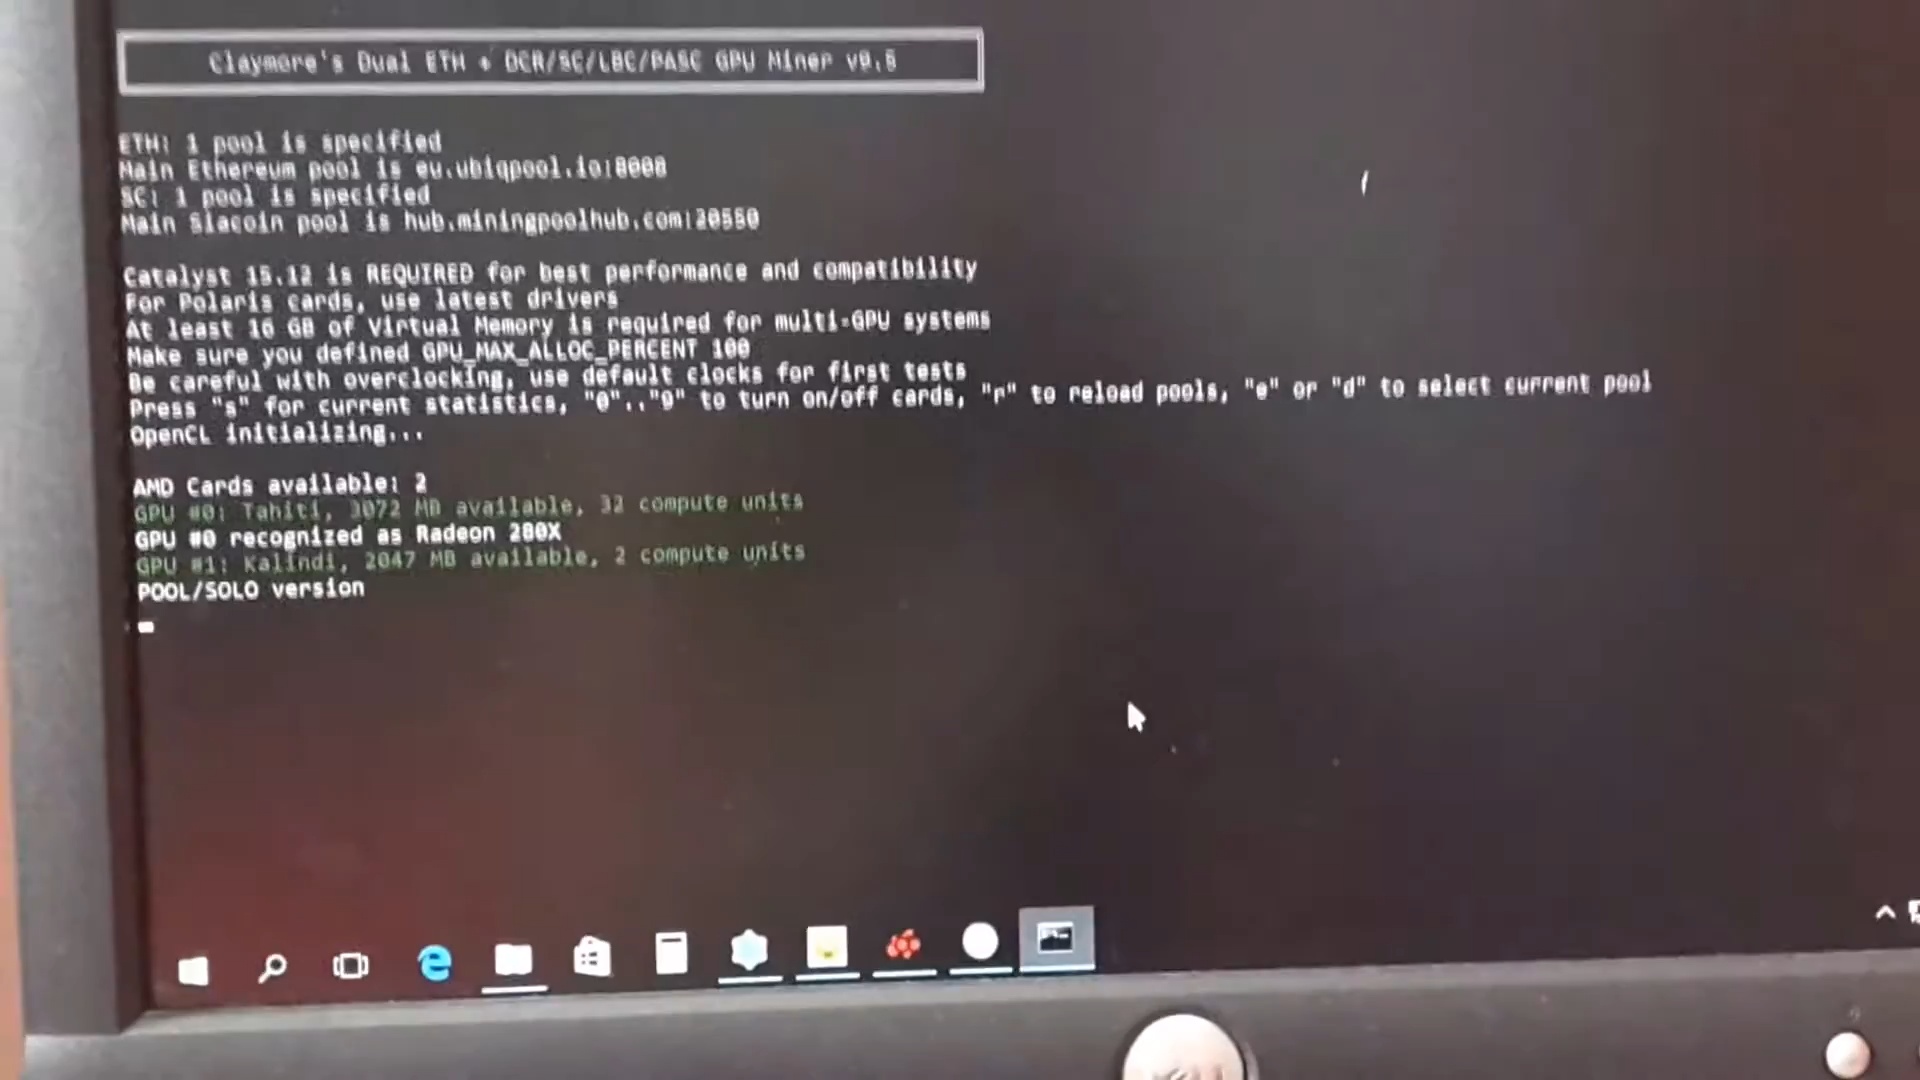 Claymore's Dual ETH + DCR/SC/LBC/PASC GPU Miner v9.5
ETH: 1 pool is specified
Main Ethereum pool is eu.ubiqpool.io:8008
SC: 1 pool is specified
Main Siacoin pool is hub.miningpoolhub.com:20550
Catalyst 15.12 is REQUIRED for best performance and compatibility
For Polaris cards, use latest drivers
At least 16 GB of Virtual Memory is required for multi-GPU systems
Make sure you defined GPU_MAX_ALLOC_PERCENT 100
Be careful with overclocking, use default clocks for first tests
Press "s" for current statistics, "0".."9" to turn on/off cards, "r" to reload pools, "e" or "d" to select current pool
OpenCL initializing...
AMD Cards available: 2
GPU #0: Tahiti, 3072 MB available, 32 compute units
GPU #0 recognized as Radeon 280X
GPU #1: Kalindi, 2047 MB available, 2 compute units
POOL/SOLO version